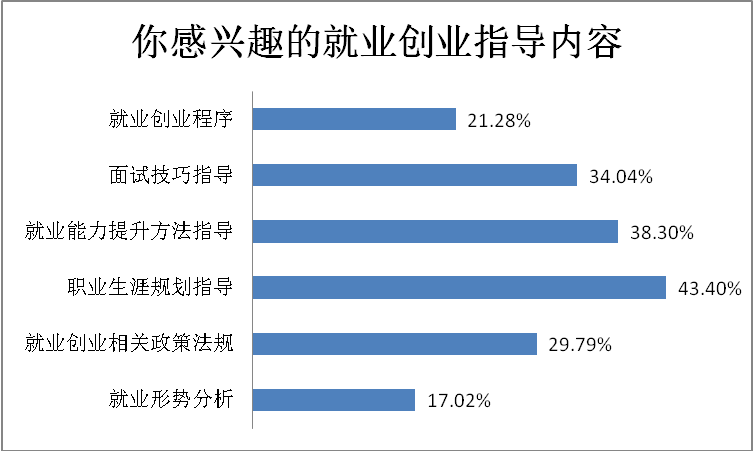 你感兴趣的就业创业指导内容
就业创业程序 21.28%
面试技巧指导 34.04%
就业能力提升方法指导 38.30%
职业生涯规划指导 43.40%
就业创业相关政策法规 29.79%
就业形势分析 17.02%